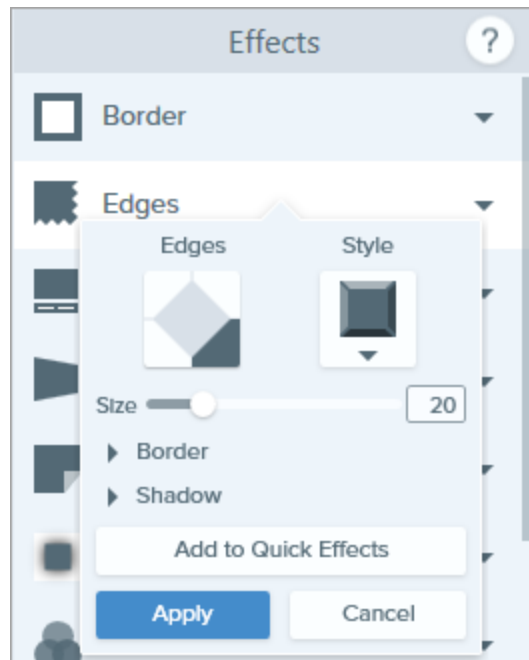 Effects ?
Border
Edges
Edges Style
Size 20
Border
Shadow
Add to Quick Effects
Apply Cancel